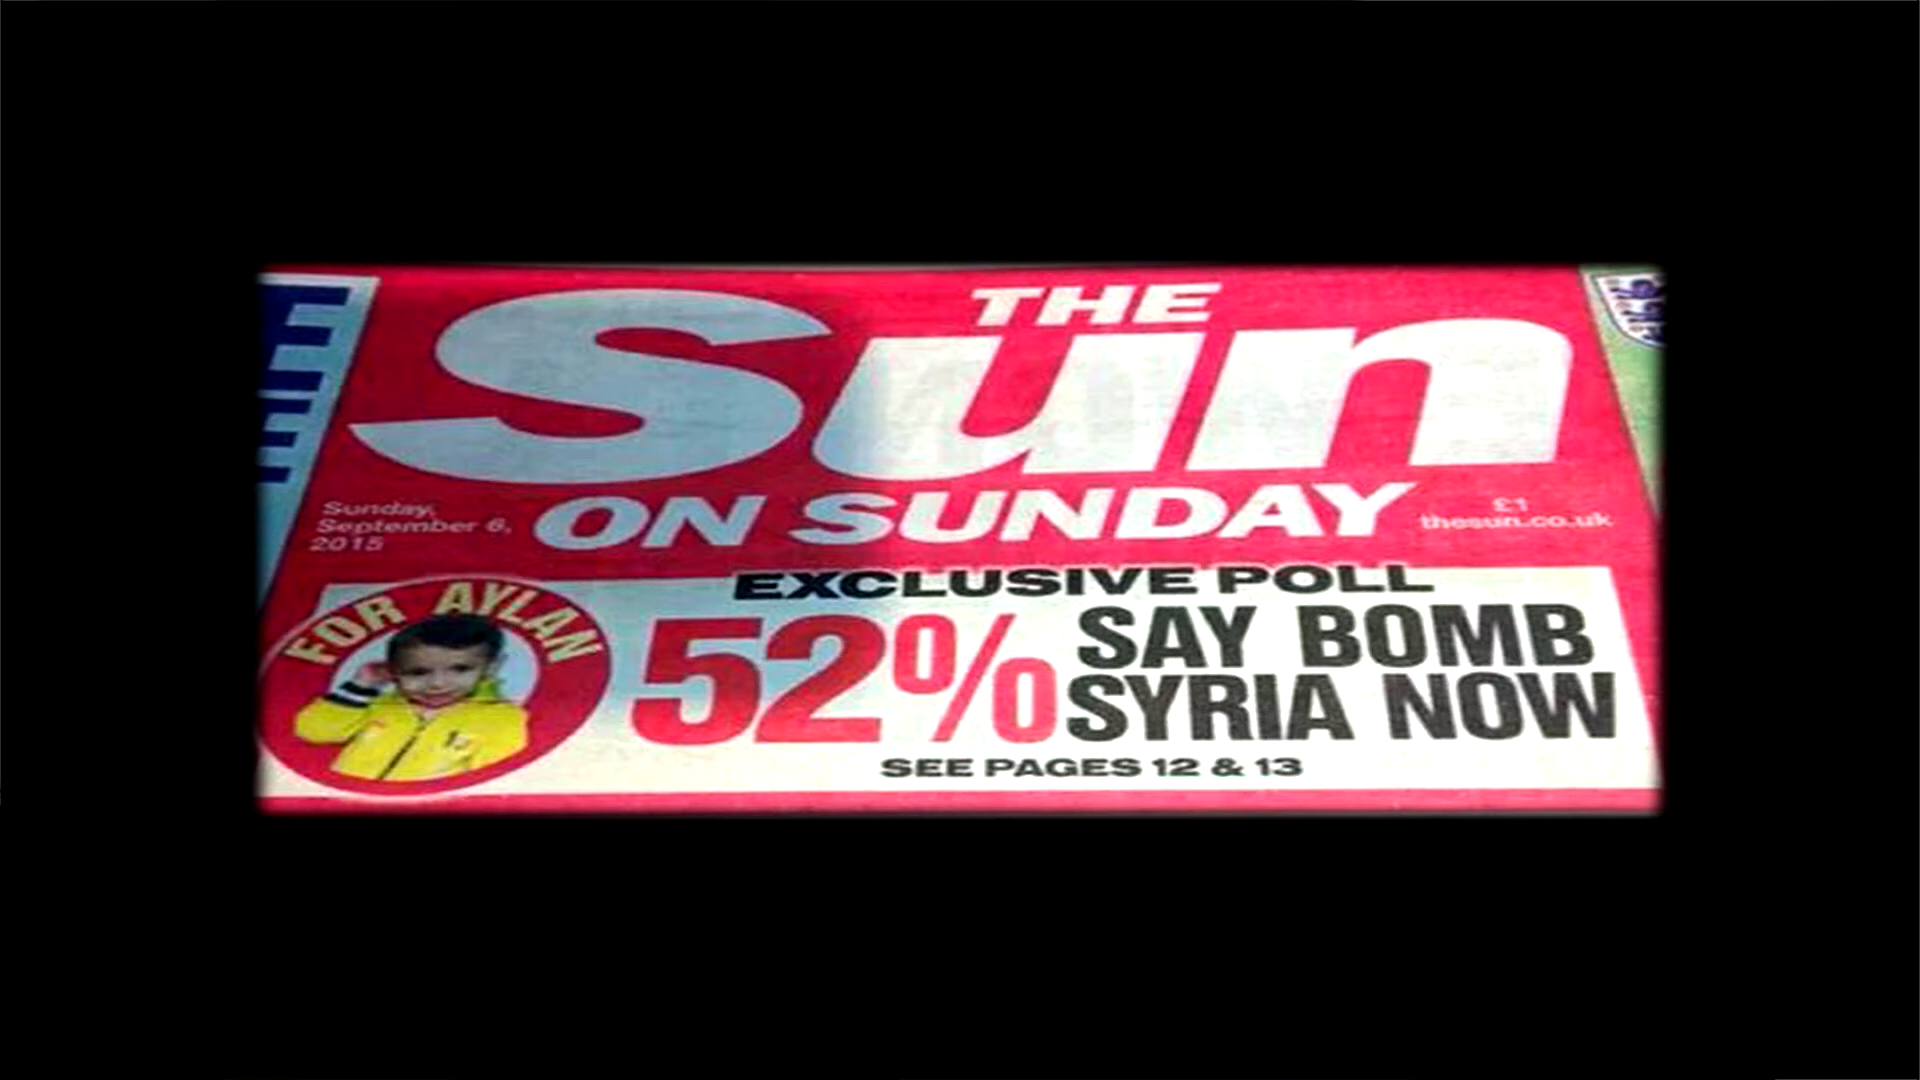 THE
Sun
ON SUNDAY
Sunday,
September 6,
2015
£1
thesun.co.uk
FOR AYLAN
EXCLUSIVE POLL
52% SAY BOMB
SYRIA NOW
SEE PAGES 12 & 13